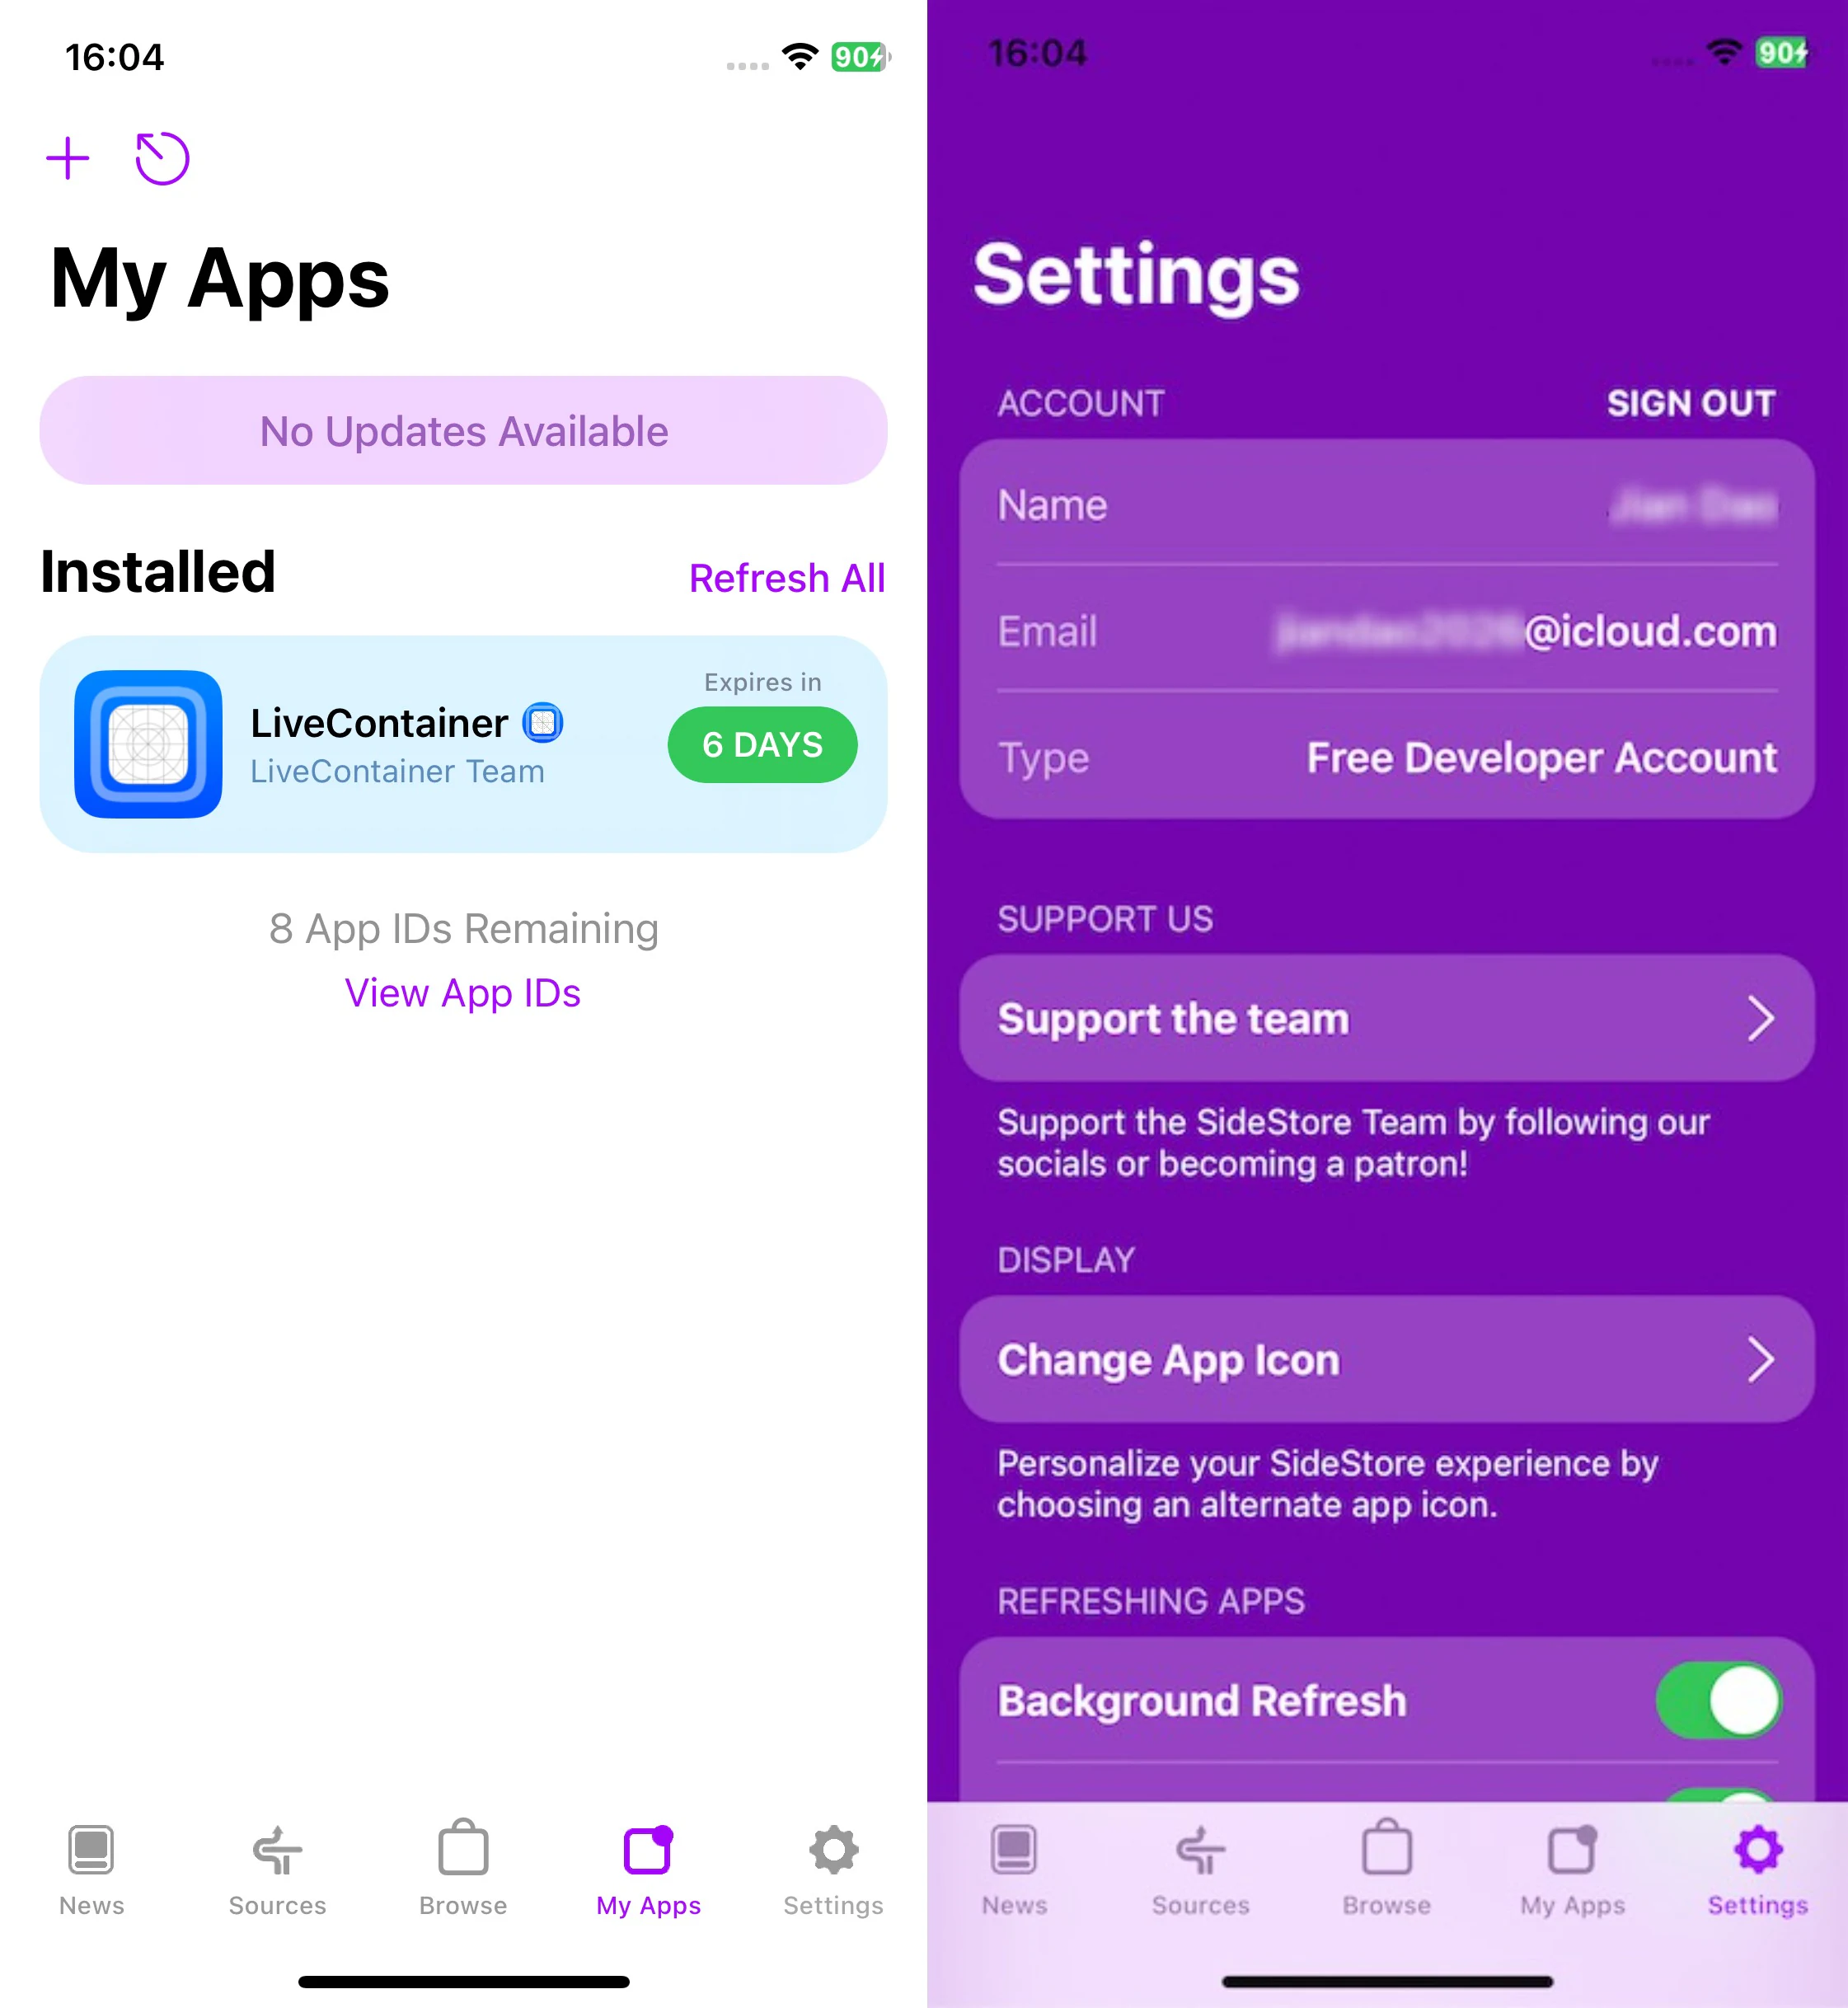 16:04
90
My Apps
No Updates Available
Installed
Refresh All
Expires in
LiveContainer
6 DAYS
LiveContainer Team
8 App IDs Remaining
View App IDs
News
Sources
Browse
My Apps
Settings
16:04
90
Settings
ACCOUNT
SIGN OUT
Name
Email
@icloud.com
Type
Free Developer Account
SUPPORT US
Support the team
Support the SideStore Team by following our
socials or becoming a patron!
DISPLAY
Change App Icon
Personalize your SideStore experience by
choosing an alternate app icon.
REFRESHING APPS
Background Refresh
News
Sources
Browse
My Apps
Settings